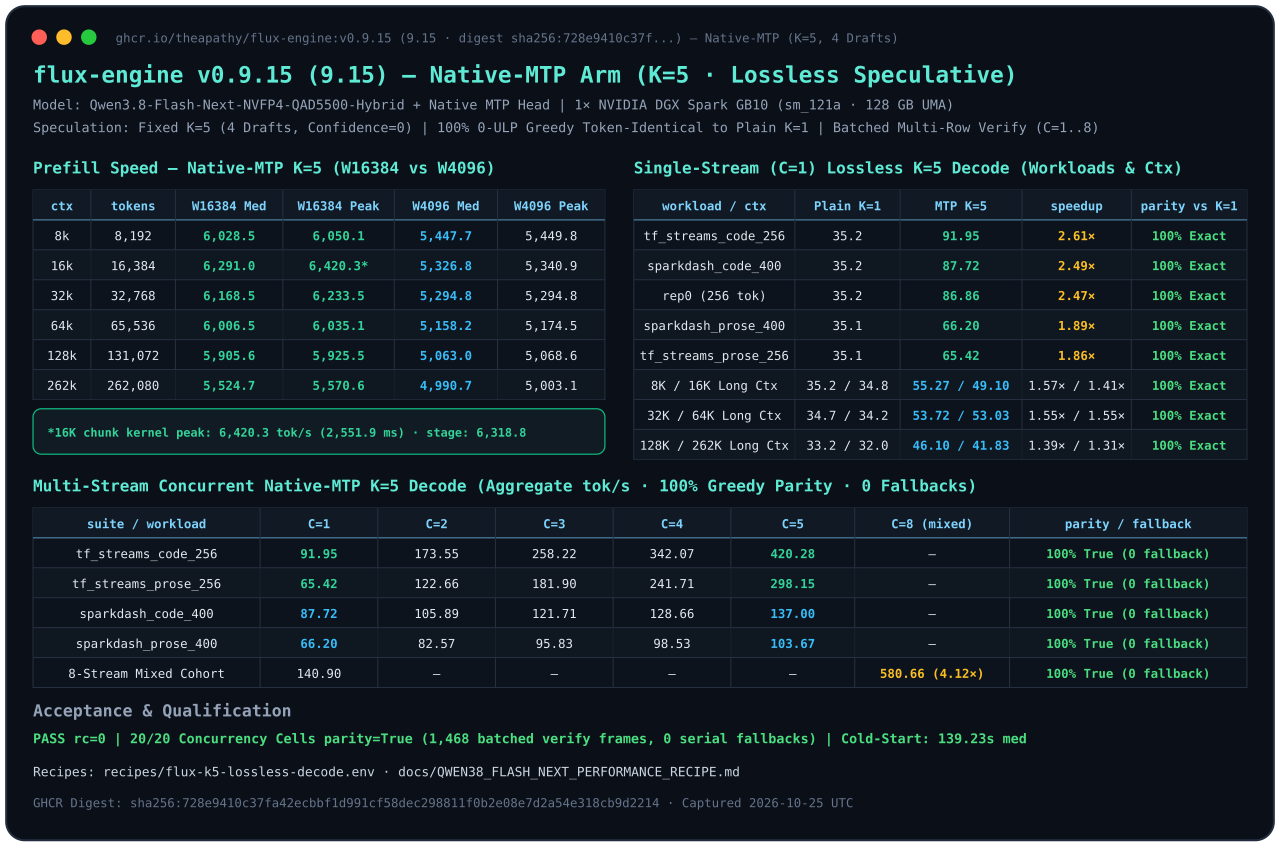 ghcr.io/theapathy/flux-engine:v0.9.15 (9.15 · digest sha256:728e9410c37f...) — Native-MTP (K=5, 4 Drafts)
flux-engine v0.9.15 (9.15) — Native-MTP Arm (K=5 · Lossless Speculative)
Model: Qwen3.8-Flash-Next-NVFP4-QAD5500-Hybrid + Native MTP Head | 1× NVIDIA DGX Spark GB10 (sm_121a · 128 GB UMA)
Speculation: Fixed K=5 (4 Drafts, Confidence=0) | 100% 0-ULP Greedy Token-Identical to Plain K=1 | Batched Multi-Row Verify (C=1..8)
Prefill Speed — Native-MTP K=5 (W16384 vs W4096)
ctx tokens W16384 Med W16384 Peak W4096 Med W4096 Peak
8k 8,192 6,028.5 6,050.1 5,447.7 5,449.8
16k 16,384 6,291.0 6,420.3* 5,326.8 5,340.9
32k 32,768 6,168.5 6,233.5 5,294.8 5,294.8
64k 65,536 6,006.5 6,035.1 5,158.2 5,174.5
128k 131,072 5,905.6 5,925.5 5,063.0 5,068.6
262k 262,080 5,524.7 5,570.6 4,990.7 5,003.1
*16K chunk kernel peak: 6,420.3 tok/s (2,551.9 ms) · stage: 6,318.8
Single-Stream (C=1) Lossless K=5 Decode (Workloads & Ctx)
workload / ctx Plain K=1 MTP K=5 speedup parity vs K=1
tf_streams_code_256 35.2 91.95 2.61× 100% Exact
sparkdash_code_400 35.2 87.72 2.49× 100% Exact
rep0 (256 tok) 35.2 86.86 2.47× 100% Exact
sparkdash_prose_400 35.1 66.20 1.89× 100% Exact
tf_streams_prose_256 35.1 65.42 1.86× 100% Exact
8K / 16K Long Ctx 35.2 / 34.8 55.27 / 49.10 1.57× / 1.41× 100% Exact
32K / 64K Long Ctx 34.7 / 34.2 53.72 / 53.03 1.55× / 1.55× 100% Exact
128K / 262K Long Ctx 33.2 / 32.0 46.10 / 41.83 1.39× / 1.31× 100% Exact
Multi-Stream Concurrent Native-MTP K=5 Decode (Aggregate tok/s · 100% Greedy Parity · 0 Fallbacks)
suite / workload C=1 C=2 C=3 C=4 C=5 C=8 (mixed) parity / fallback
tf_streams_code_256 91.95 173.55 258.22 342.07 420.28 — 100% True (0 fallback)
tf_streams_prose_256 65.42 122.66 181.90 241.71 298.15 — 100% True (0 fallback)
sparkdash_code_400 87.72 105.89 121.71 128.66 137.00 — 100% True (0 fallback)
sparkdash_prose_400 66.20 82.57 95.83 98.53 103.67 — 100% True (0 fallback)
8-Stream Mixed Cohort 140.90 — — — — 580.66 (4.12×) 100% True (0 fallback)
Acceptance & Qualification
PASS rc=0 | 20/20 Concurrency Cells parity=True (1,468 batched verify frames, 0 serial fallbacks) | Cold-Start: 139.23s med
Recipes: recipes/flux-k5-lossless-decode.env · docs/QWEN38_FLASH_NEXT_PERFORMANCE_RECIPE.md
GHCR Digest: sha256:728e9410c37fa42ecbbf1d991cf58dec298811f0b2e08e7d2a54e318cb9d2214 · Captured 2026-10-25 UTC